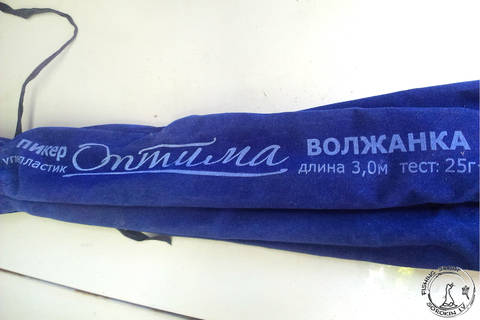 пикер
углепластик
Оптима
ВОЛЖАНКА
длина 3,0м тест: 25г